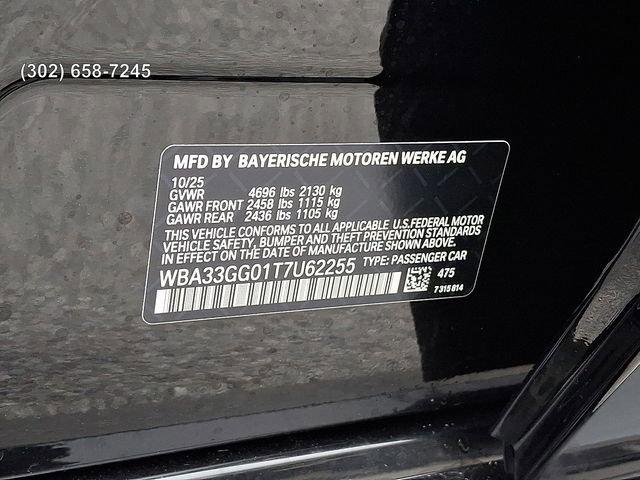 (302) 658-7245
MFD BY BAYERISCHE MOTOREN WERKE AG
10/25
GVWR 4696 lbs 2130 kg
GAWR FRONT 2458 lbs 1115 kg
GAWR REAR 2436 lbs 1105 kg
THIS VEHICLE CONFORMS TO ALL APPLICABLE U.S. FEDERAL MOTOR
VEHICLE SAFETY, BUMPER AND THEFT PREVENTION STANDARDS
IN EFFECT ON THE DATE OF MANUFACTURE SHOWN ABOVE.
WBA33GG01T7U62255 TYPE: PASSENGER CAR
475
7315814